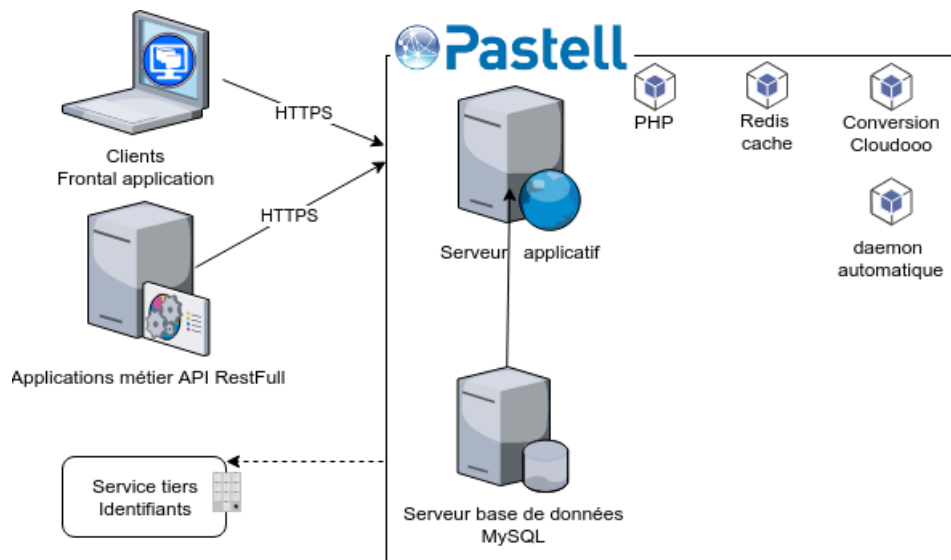 Pastell
HTTPS
Clients
Frontal application
HTTPS
Applications métier API RestFull
Service tiers
Identifiants
Serveur applicatif
Serveur base de données
MySQL
PHP
Redis
cache
Conversion
Cloudooo
daemon
automatique